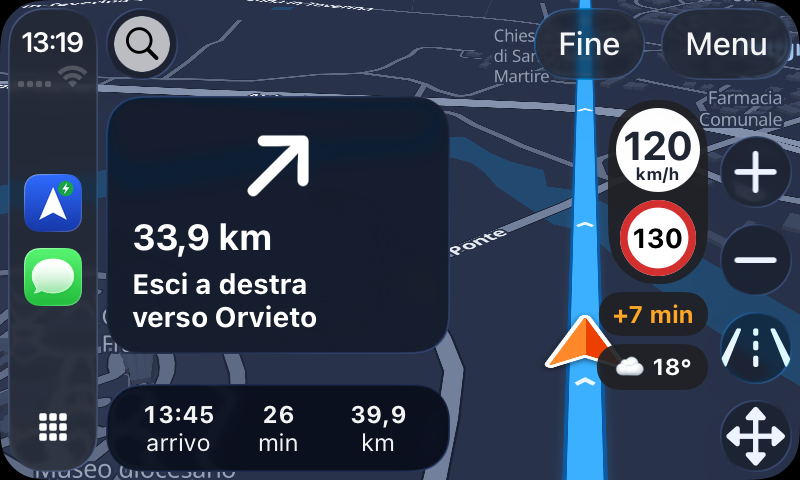 13:19
Chies
di San
Martire
Fine
Menu
Farmacia
Comunale
120
km/h
130
33,9 km
Esci a destra
verso Orvieto
Ponte
+7 min
18°
13:45
arrivo
26
min
39,9
km
Museo diocesano